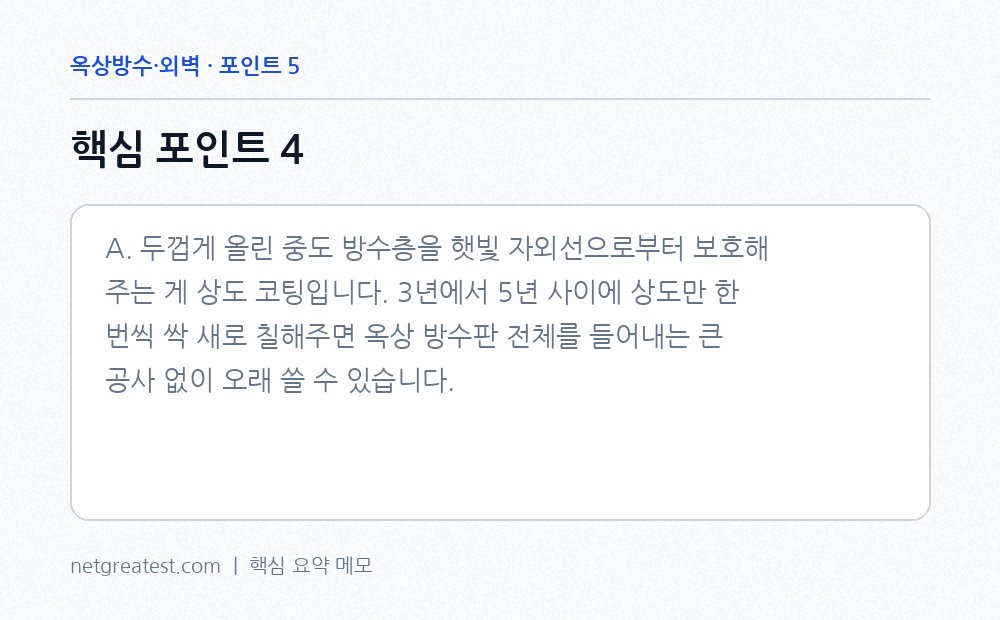 옥상방수·외벽 · 포인트 5
핵심 포인트 4
A. 두껍게 올린 중도 방수층을 햇빛 자외선으로부터 보호해
주는 게 상도 코팅입니다. 3년에서 5년 사이에 상도만 한
번씩 싹 새로 칠해주면 옥상 방수판 전체를 들어내는 큰
공사 없이 오래 쓸 수 있습니다.
netgreatest.com | 핵심 요약 메모